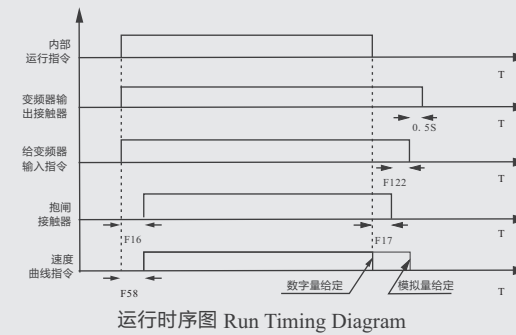 内部
运行指令
T
变频器输
出接触器
0. 5S
T
给变频器
输入指令
F122
T
抱闸
接触器
F16
F17
T
速度
曲线指令
F58
数字量给定
模拟量给定
T
运行时序图 Run Timing Diagram